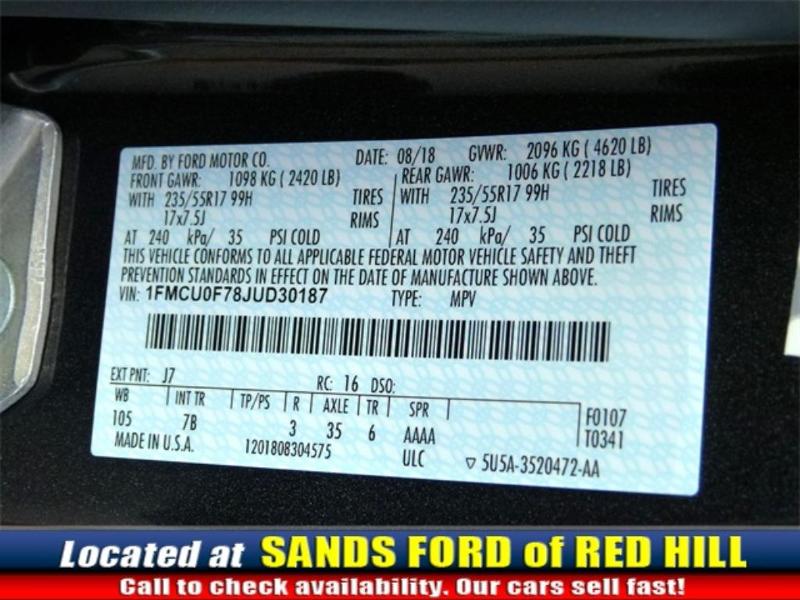 MFD. BY FORD MOTOR CO. DATE: 08/18 GVWR: 2096 KG ( 4620 LB)
FRONT GAWR: 1098 KG ( 2420 LB) REAR GAWR: 1006 KG ( 2218 LB)
WITH 235/55R17 99H TIRES WITH 235/55R17 99H TIRES
17x7.5J RIMS 17x7.5J RIMS
AT 240 kPa/ 35 PSI COLD AT 240 kPa/ 35 PSI COLD
THIS VEHICLE CONFORMS TO ALL APPLICABLE FEDERAL MOTOR VEHICLE SAFETY AND THEFT
PREVENTION STANDARDS IN EFFECT ON THE DATE OF MANUFACTURE SHOWN ABOVE.
VIN: 1FMCU0F78JUD30187 TYPE: MPV
EXT PNT: J7 RC: 16 DSO:
WB INT TR TP/PS R AXLE TR SPR F0107
105 7B 3 35 6 AAAA T0341
MADE IN U.S.A. 1201808304575 ULC ▽ 5U5A-3520472-AA
Located at SANDS FORD of RED HILL
Call to check availability. Our cars sell fast!